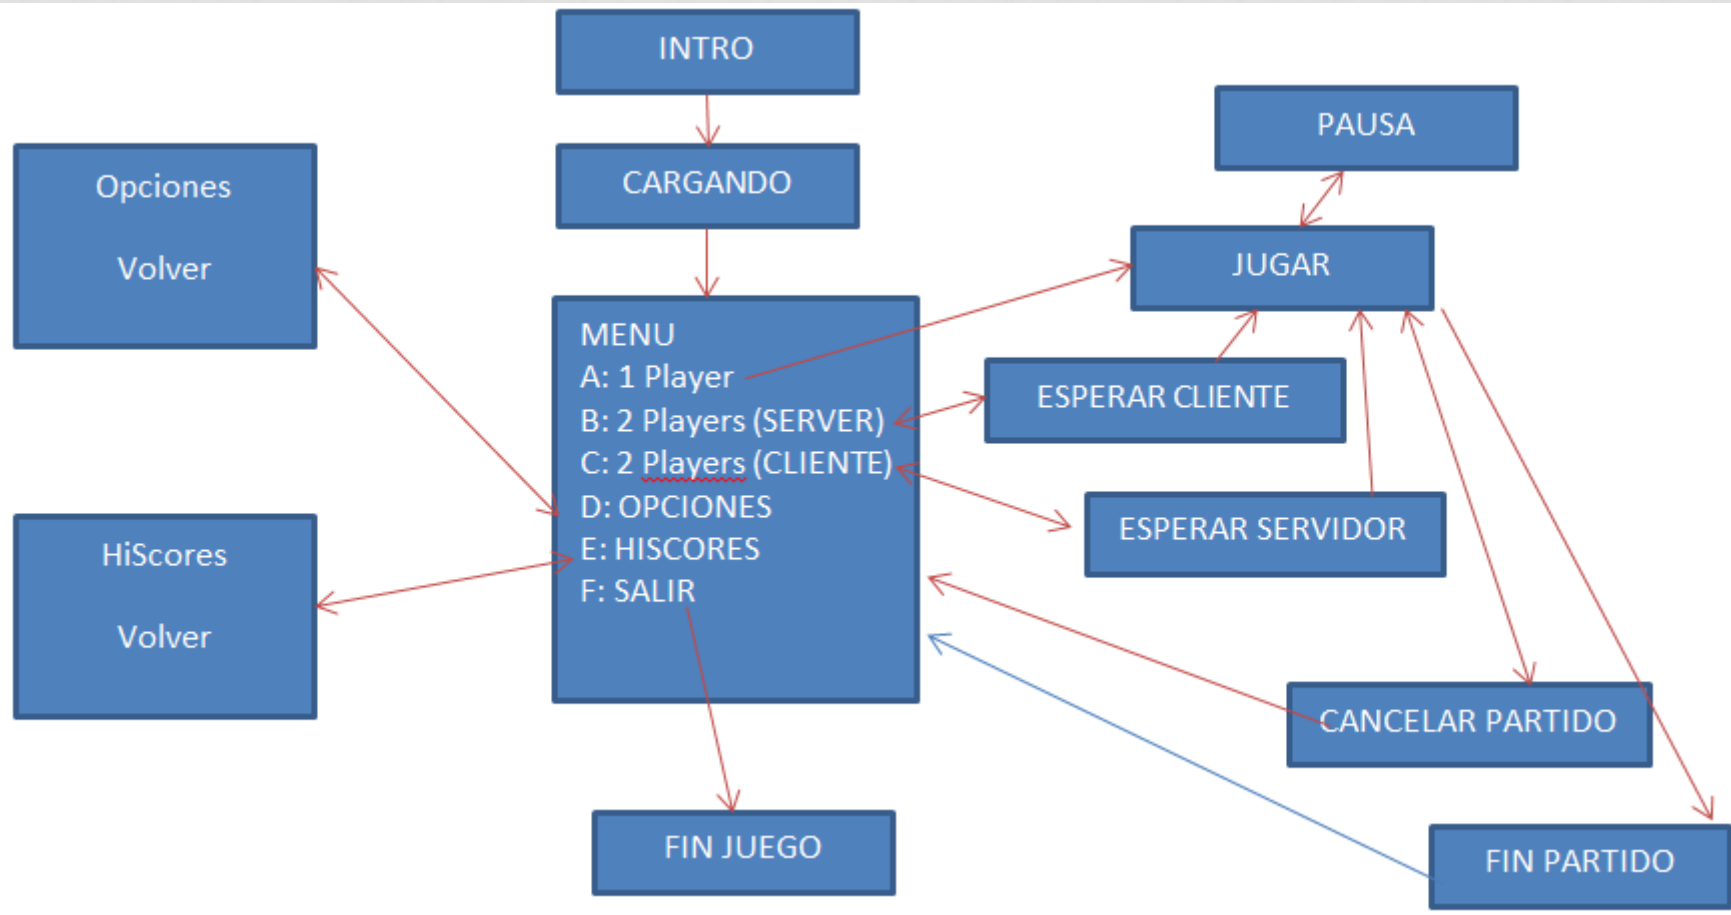 INTRO
PAUSA
CARGANDO
Opciones
Volver
JUGAR
MENU
A: 1 Player
B: 2 Players (SERVER)
C: 2 Players (CLIENTE)
D: OPCIONES
E: HISCORES
F: SALIR
ESPERAR CLIENTE
ESPERAR SERVIDOR
HiScores
Volver
CANCELAR PARTIDO
FIN JUEGO
FIN PARTIDO